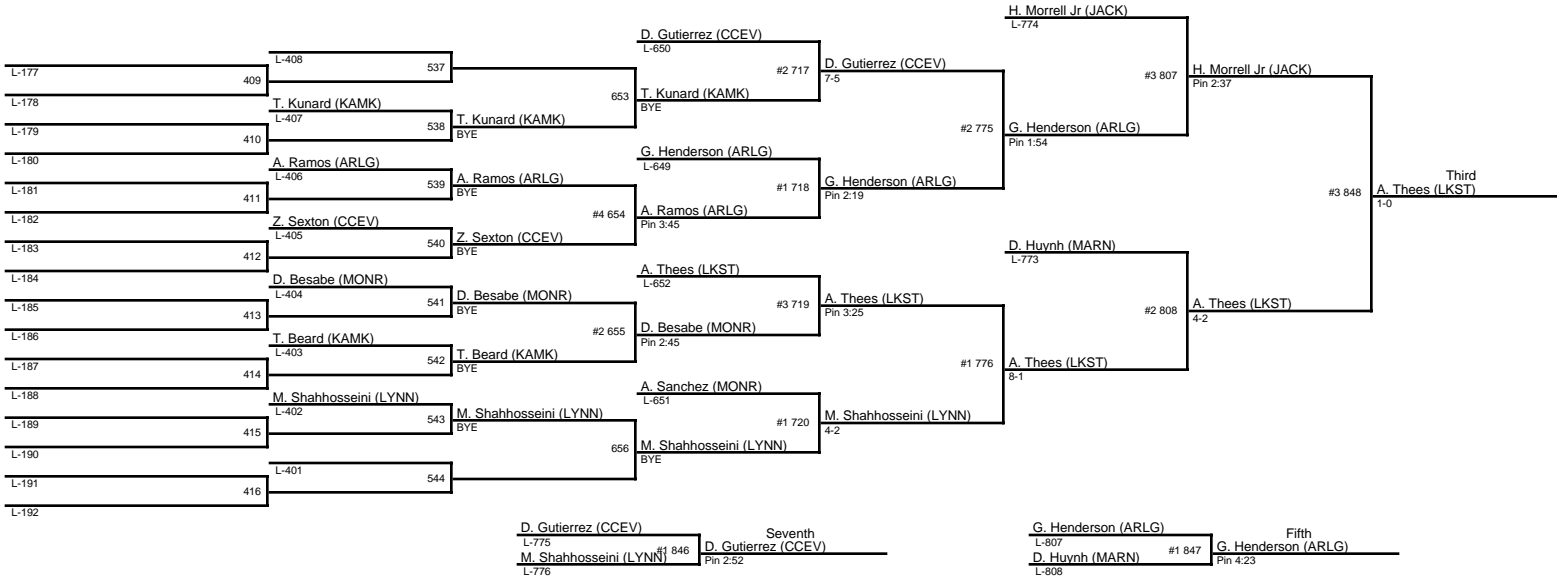 L-177
409
L-178
L-179
410
L-180
L-181
411
L-182
L-183
412
L-184
L-185
413
L-186
L-187
414
L-188
L-189
415
L-190
L-191
416
L-192
L-408
537
T. Kunard (KAMK)
L-407
538
A. Ramos (ARLG)
L-406
539
Z. Sexton (CCEV)
L-405
540
D. Besabe (MONR)
L-404
541
T. Beard (KAMK)
L-403
542
M. Shahhosseini (LYNN)
L-402
543
L-401
544
653
T. Kunard (KAMK)
BYE
A. Ramos (ARLG)
BYE
#4 654
Z. Sexton (CCEV)
BYE
D. Besabe (MONR)
BYE
#2 655
T. Beard (KAMK)
BYE
M. Shahhosseini (LYNN)
BYE
656
D. Gutierrez (CCEV)
L-650
#2 717
T. Kunard (KAMK)
BYE
G. Henderson (ARLG)
L-649
#1 718
A. Ramos (ARLG)
Pin 3:45
A. Thees (LKST)
L-652
#3 719
D. Besabe (MONR)
Pin 2:45
A. Sanchez (MONR)
L-651
#1 720
M. Shahhosseini (LYNN)
BYE
D. Gutierrez (CCEV)
7-5
#2 775
G. Henderson (ARLG)
Pin 2:19
A. Thees (LKST)
Pin 3:25
#1 776
M. Shahhosseini (LYNN)
4-2
H. Morrell Jr (JACK)
L-774
#3 807
G. Henderson (ARLG)
Pin 1:54
D. Huynh (MARN)
L-773
#2 808
A. Thees (LKST)
8-1
H. Morrell Jr (JACK)
Pin 2:37
#3 848
A. Thees (LKST)
4-2
Third
A. Thees (LKST)
1-0
D. Gutierrez (CCEV)
L-775
#1 846
M. Shahhosseini (LYNN)
L-776
Seventh
D. Gutierrez (CCEV)
Pin 2:52
G. Henderson (ARLG)
L-807
#1 847
D. Huynh (MARN)
L-808
Fifth
G. Henderson (ARLG)
Pin 4:23